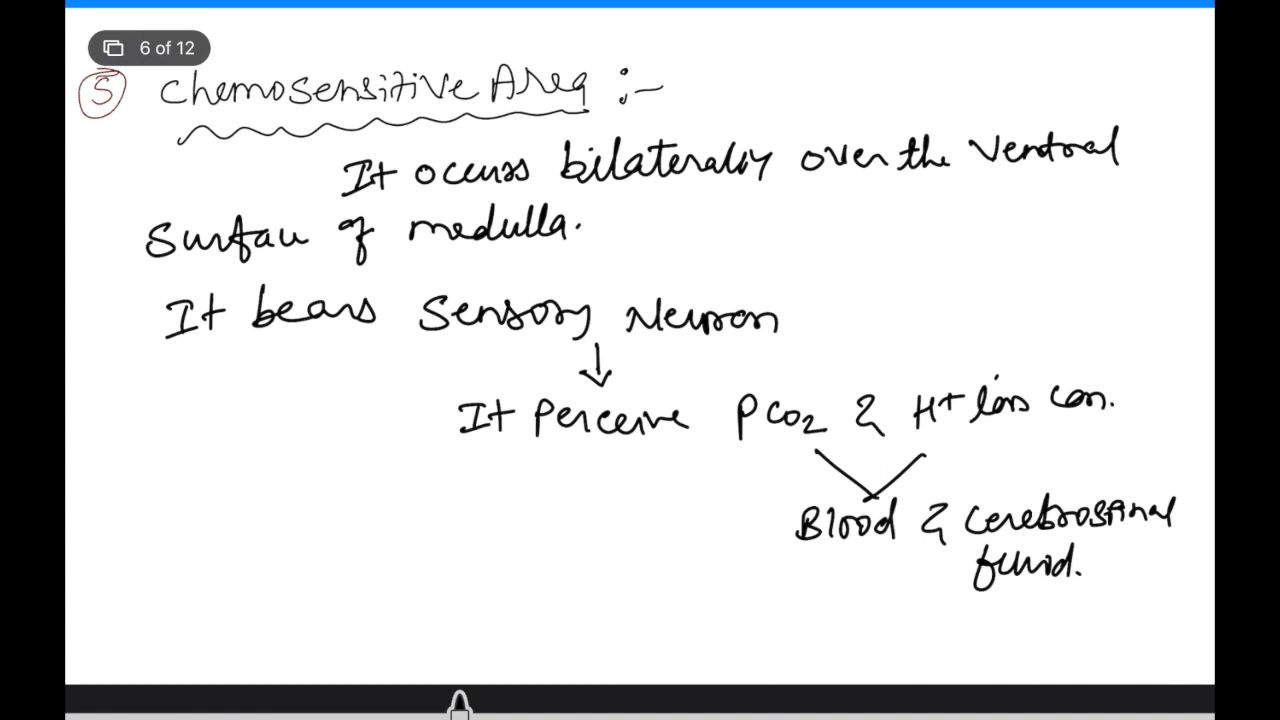 6 of 12
5 Chemosensitive Area :-
It occurs bilaterally over the ventral
surface of medulla.
It bears Sensory Neuron
↓
It perceive PCO2 & H+ ions con.
Blood & cerebrospinal
fluid.